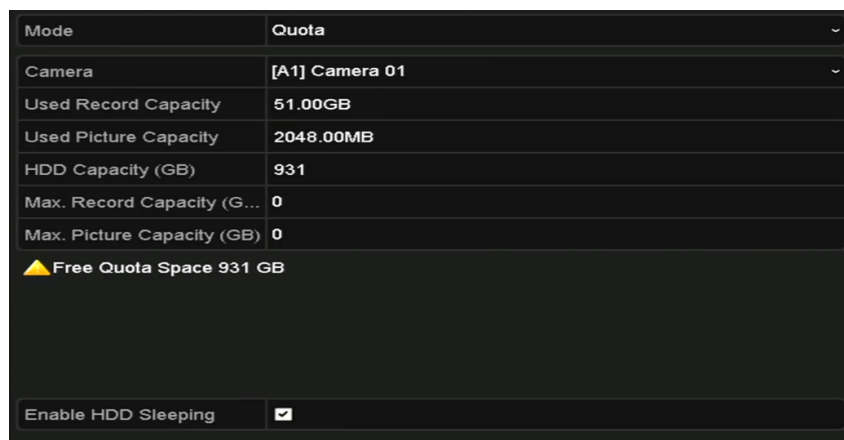 Mode Quota
Camera [A1] Camera 01
Used Record Capacity 51.00GB
Used Picture Capacity 2048.00MB
HDD Capacity (GB) 931
Max. Record Capacity (G... 0
Max. Picture Capacity (GB) 0
Free Quota Space 931 GB
Enable HDD Sleeping